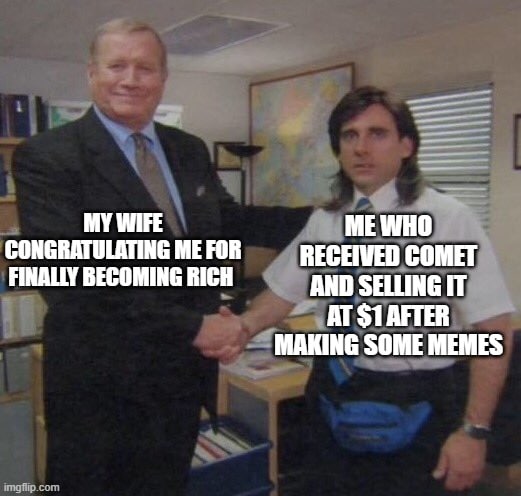 MY WIFE
CONGRATULATING ME FOR
FINALLY BECOMING RICH
ME WHO
RECEIVED COMET
AND SELLING IT
AT $1 AFTER
MAKING SOME MEMES
imgflip.com